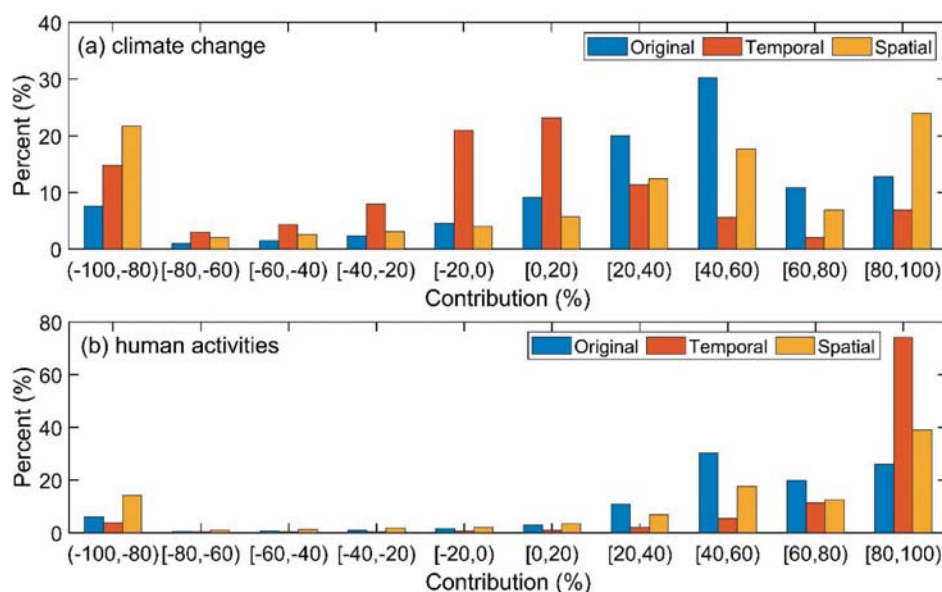 40
(a) climate change
Original Temporal Spatial
30
20
10
0
Percent (%)
(-100,-80) [-80,-60) [-60,-40) [-40,-20) [-20,0) [0,20) [20,40) [40,60) [60,80) [80,100)
Contribution (%)
80
(b) human activities
Original Temporal Spatial
60
40
20
0
Percent (%)
(-100,-80) [-80,-60) [-60,-40) [-40,-20) [-20,0) [0,20) [20,40) [40,60) [60,80) [80,100)
Contribution (%)